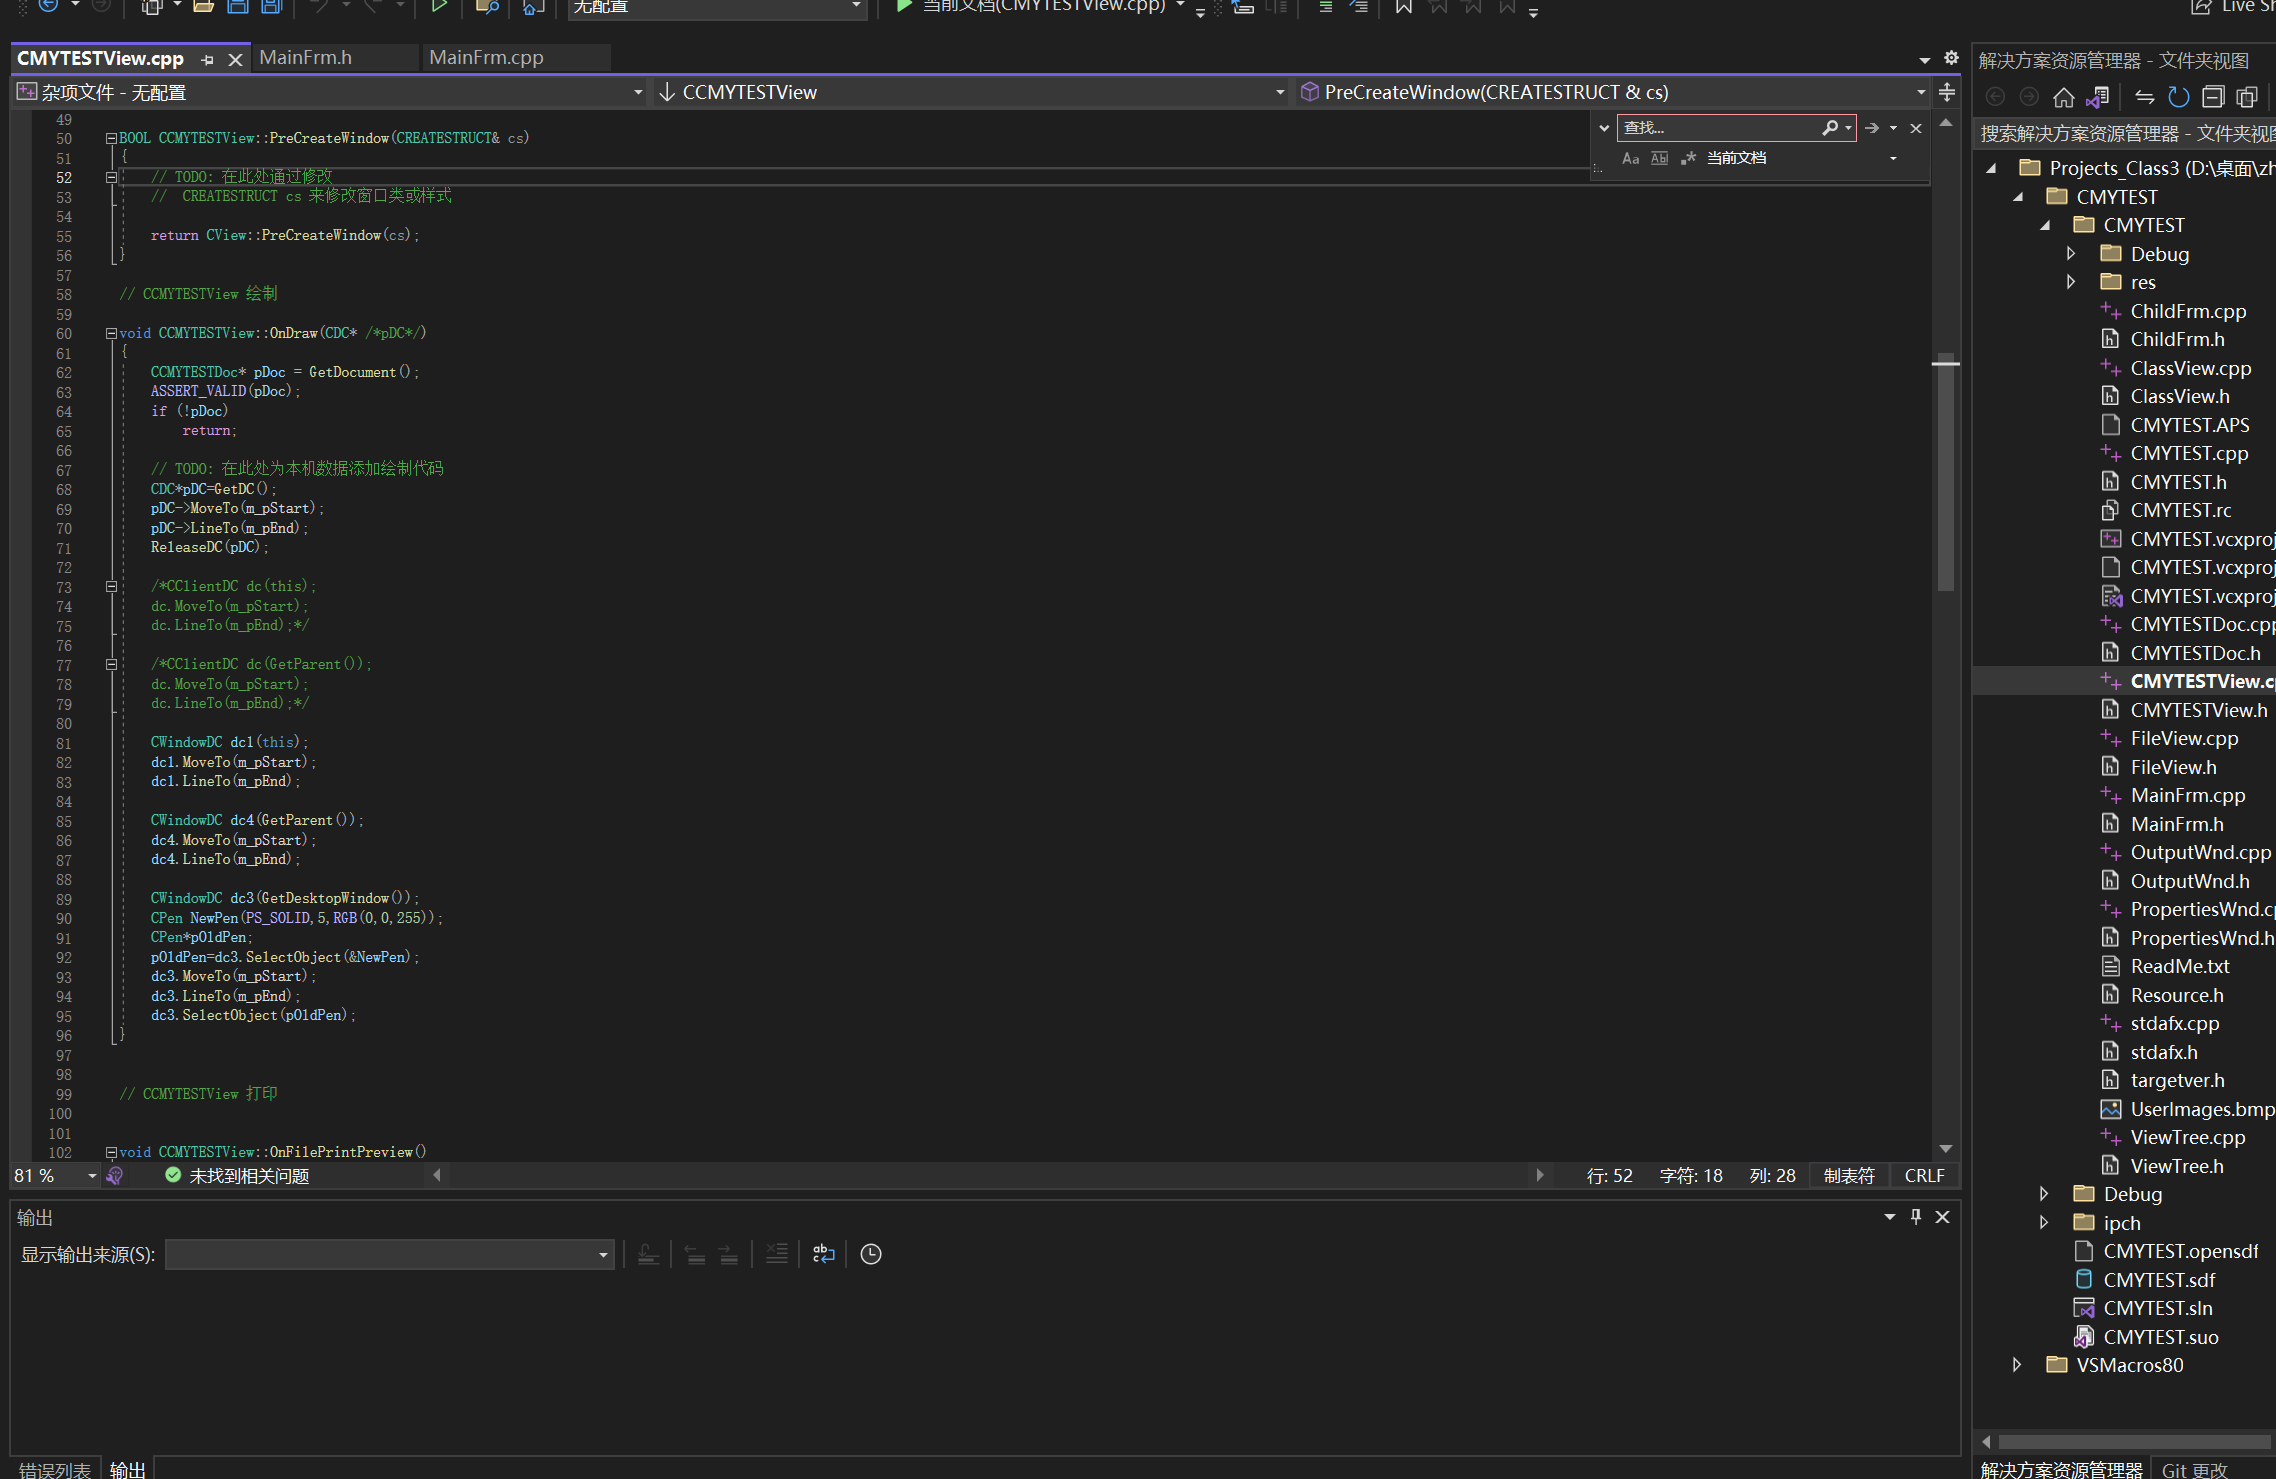 无配置
当前文档(CMYTESTView.cpp)
Live Sh
CMYTESTView.cpp
MainFrm.h
MainFrm.cpp
杂项文件 - 无配置
CCMYTESTView
PreCreateWindow(CREATESTRUCT & cs)
查找...
Aa
当前文档
49
50 BOOL CCMYTESTView::PreCreateWindow(CREATESTRUCT& cs)
51 {
52 // TODO: 在此处通过修改
53 //  CREATESTRUCT cs 来修改窗口类或样式
54
55 return CView::PreCreateWindow(cs);
56 }
57
58 // CCMYTESTView 绘制
59
60 void CCMYTESTView::OnDraw(CDC* /*pDC*/)
61 {
62 CCMYTESTDoc* pDoc = GetDocument();
63 ASSERT_VALID(pDoc);
64 if (!pDoc)
65 return;
66
67 // TODO: 在此处为本机数据添加绘制代码
68 CDC*pDC=GetDC();
69 pDC->MoveTo(m_pStart);
70 pDC->LineTo(m_pEnd);
71 ReleaseDC(pDC);
72
73 /*CClientDC dc(this);
74 dc.MoveTo(m_pStart);
75 dc.LineTo(m_pEnd);*/
76
77 /*CClientDC dc(GetParent());
78 dc.MoveTo(m_pStart);
79 dc.LineTo(m_pEnd);*/
80
81 CWindowDC dc1(this);
82 dc1.MoveTo(m_pStart);
83 dc1.LineTo(m_pEnd);
84
85 CWindowDC dc4(GetParent());
86 dc4.MoveTo(m_pStart);
87 dc4.LineTo(m_pEnd);
88
89 CWindowDC dc3(GetDesktopWindow());
90 CPen NewPen(PS_SOLID,5,RGB(0,0,255));
91 CPen*pOldPen;
92 pOldPen=dc3.SelectObject(&NewPen);
93 dc3.MoveTo(m_pStart);
94 dc3.LineTo(m_pEnd);
95 dc3.SelectObject(pOldPen);
96 }
97
98
99 // CCMYTESTView 打印
100
101
102 void CCMYTESTView::OnFilePrintPreview()
81 %
未找到相关问题
行: 52
字符: 18
列: 28
制表符
CRLF
输出
显示输出来源(S):
错误列表
输出
解决方案资源管理器 - 文件夹视图
搜索解决方案资源管理器 - 文件夹视图
Projects_Class3 (D:\桌面\zh
CMYTEST
CMYTEST
Debug
res
ChildFrm.cpp
ChildFrm.h
ClassView.cpp
ClassView.h
CMYTEST.APS
CMYTEST.cpp
CMYTEST.h
CMYTEST.rc
CMYTEST.vcxproj
CMYTEST.vcxproj
CMYTEST.vcxproj
CMYTESTDoc.cpp
CMYTESTDoc.h
CMYTESTView.cp
CMYTESTView.h
FileView.cpp
FileView.h
MainFrm.cpp
MainFrm.h
OutputWnd.cpp
OutputWnd.h
PropertiesWnd.cp
PropertiesWnd.h
ReadMe.txt
Resource.h
stdafx.cpp
stdafx.h
targetver.h
UserImages.bmp
ViewTree.cpp
ViewTree.h
Debug
ipch
CMYTEST.opensdf
CMYTEST.sdf
CMYTEST.sln
CMYTEST.suo
VSMacros80
解决方案资源管理器
Git 更改